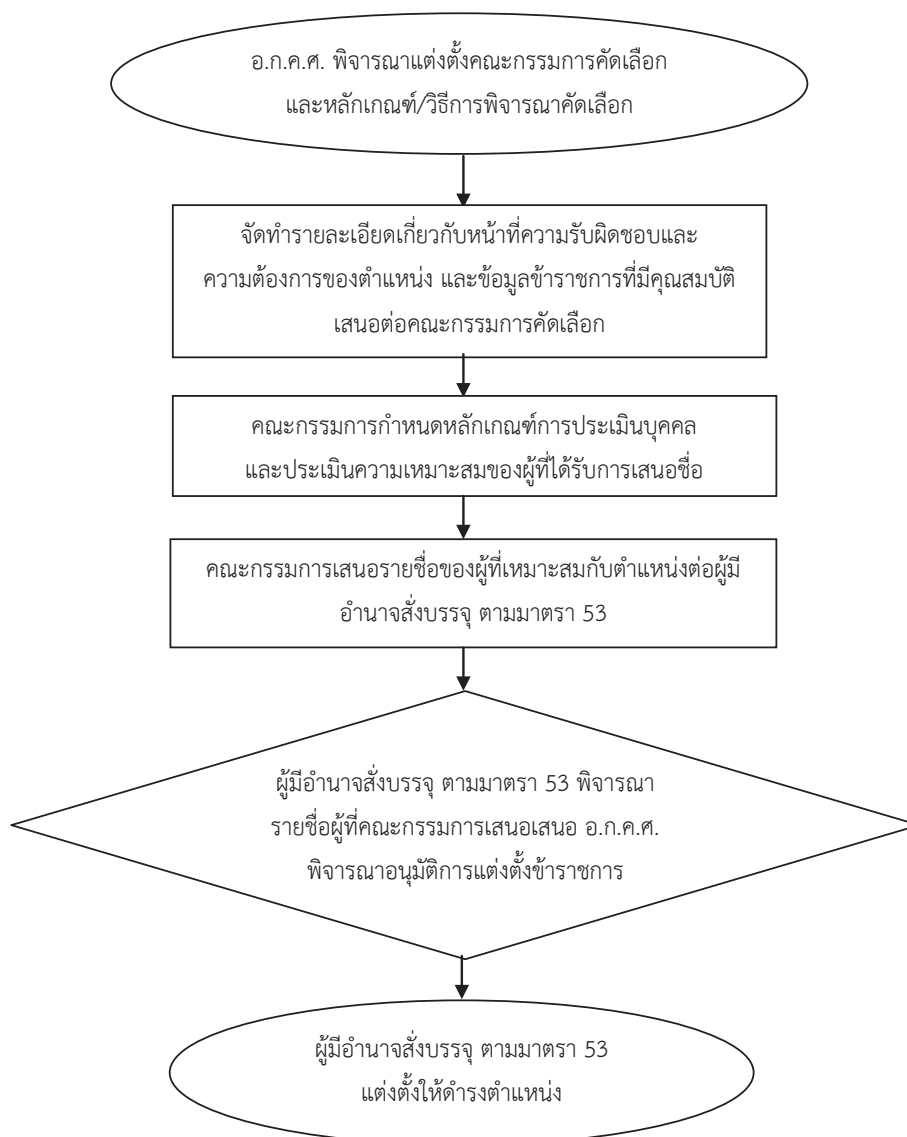 อ.ก.ค.ศ. พิจารณาแต่งตั้งคณะกรรมการคัดเลือก
และหลักเกณฑ์/วิธีการพิจารณาคัดเลือก
จัดทำรายละเอียดเกี่ยวกับหน้าที่ความรับผิดชอบและ
ความต้องการของตำแหน่ง และข้อมูลข้าราชการที่มีคุณสมบัติ
เสนอต่อคณะกรรมการคัดเลือก
คณะกรรมการกำหนดหลักเกณฑ์การประเมินบุคคล
และประเมินความเหมาะสมของผู้ที่ได้รับการเสนอชื่อ
คณะกรรมการเสนอรายชื่อของผู้ที่เหมาะสมกับตำแหน่งต่อผู้มี
อำนาจสั่งบรรจุ ตามมาตรา 53
ผู้มีอำนาจสั่งบรรจุ ตามมาตรา 53 พิจารณา
รายชื่อผู้ที่คณะกรรมการเสนอเสนอ อ.ก.ค.ศ.
พิจารณาอนุมัติการแต่งตั้งข้าราชการ
ผู้มีอำนาจสั่งบรรจุ ตามมาตรา 53
แต่งตั้งให้ดำรงตำแหน่ง